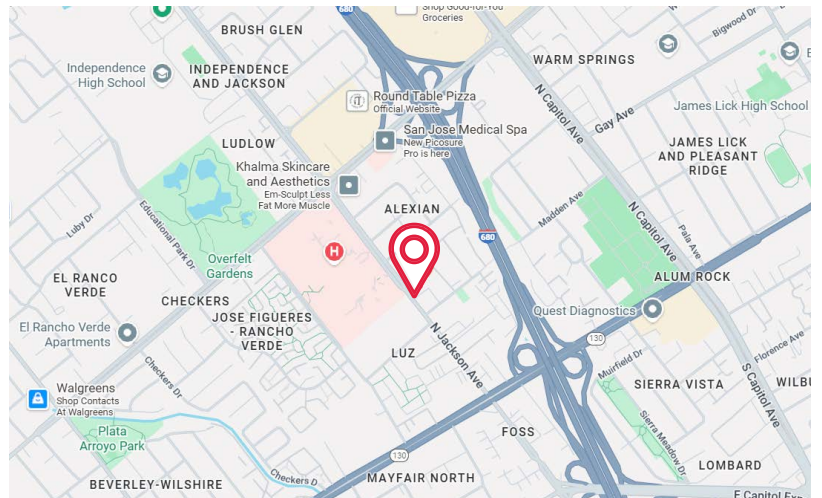 680
Shop Good-for-You
Groceries
BRUSH GLEN
Bigwood Dr
WARM SPRINGS
Independence
High School
INDEPENDENCE
AND JACKSON
Round Table Pizza
Official Website
N Capitol Ave
James Lick High School
Gay Ave
San Jose Medical Spa
New Picosure
Pro is here
LUDLOW
JAMES LICK
AND PLEASANT
RIDGE
Khalma Skincare
and Aesthetics
Em-Sculpt Less
Fat More Muscle
ALEXIAN
Madden Ave
N Capitol Ave
Pala Ave
Luby Dr
Educational Park Dr
680
H
Overfelt
Gardens
EL RANCO
VERDE
ALUM ROCK
CHECKERS
Quest Diagnostics
JOSE FIGUERES
- RANCHO
VERDE
El Rancho Verde
Apartments
N Jackson Ave
130
Florence Ave
LUZ
Muirfield Dr
Checkers Dr
S Capitol Ave
SIERRA VISTA
WILBU
Walgreens
Shop Contacts
At Walgreens
Plata
Arroyo Park
FOSS
Sierra Meadow Dr
130
LOMBARD
Checkers D
MAYFAIR NORTH
BEVERLEY-WILSHIRE
E Capitol Exp